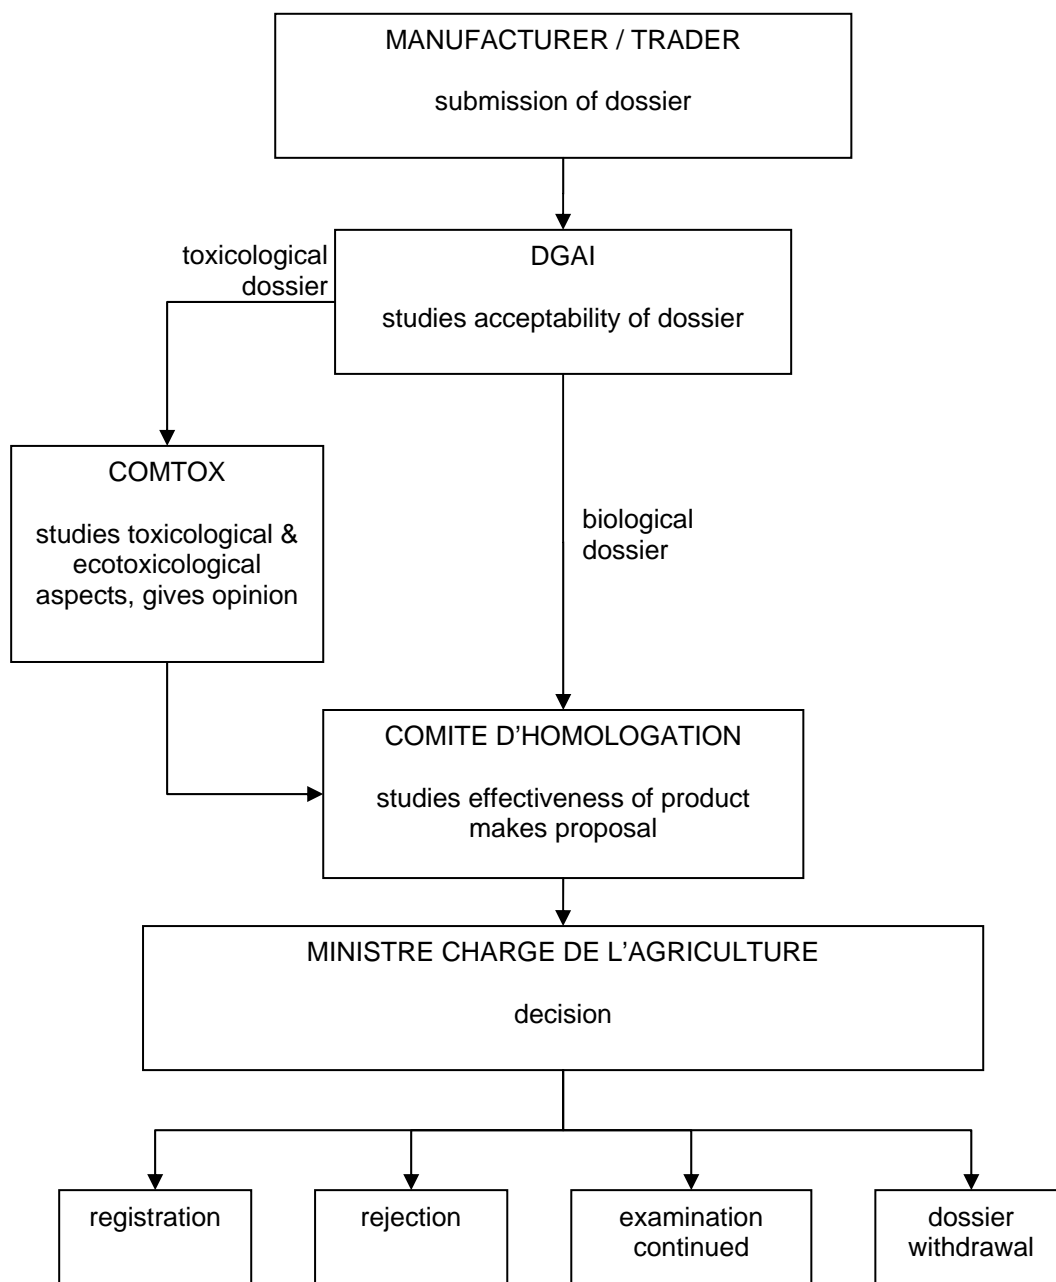 MANUFACTURER / TRADER
submission of dossier
toxicological
dossier
DGAI
studies acceptability of dossier
COMTOX
studies toxicological &
ecotoxicological
aspects, gives opinion
biological
dossier
COMITE D'HOMOLOGATION
studies effectiveness of product
makes proposal
MINISTRE CHARGE DE L'AGRICULTURE
decision
registration
rejection
examination
continued
dossier
withdrawal